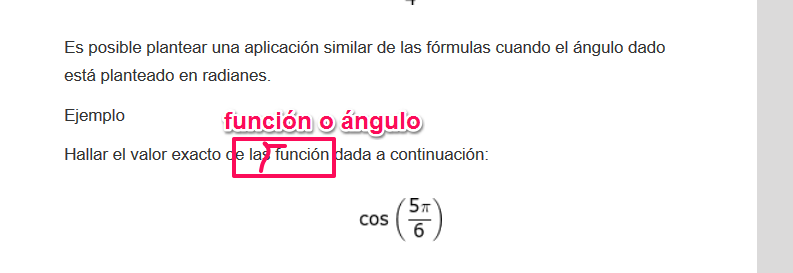 Es posible plantear una aplicación similar de las fórmulas cuando el ángulo dado
está planteado en radianes.
Ejemplo
función o ángulo
Hallar el valor exacto de las función dada a continuación:
cos (5π/6)